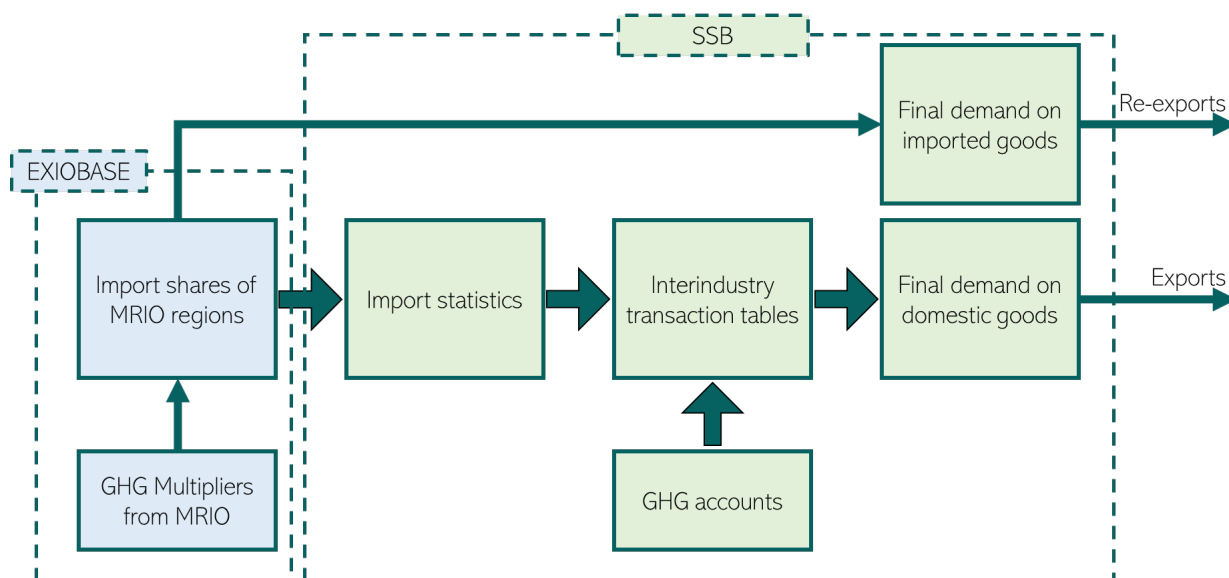 SSB
Final demand on
imported goods
Re-exports
EXIOBASE
Import shares of
MRIO regions
Import statistics
Interindustry
transaction tables
Final demand on
domestic goods
Exports
GHG Multipliers
from MRIO
GHG accounts